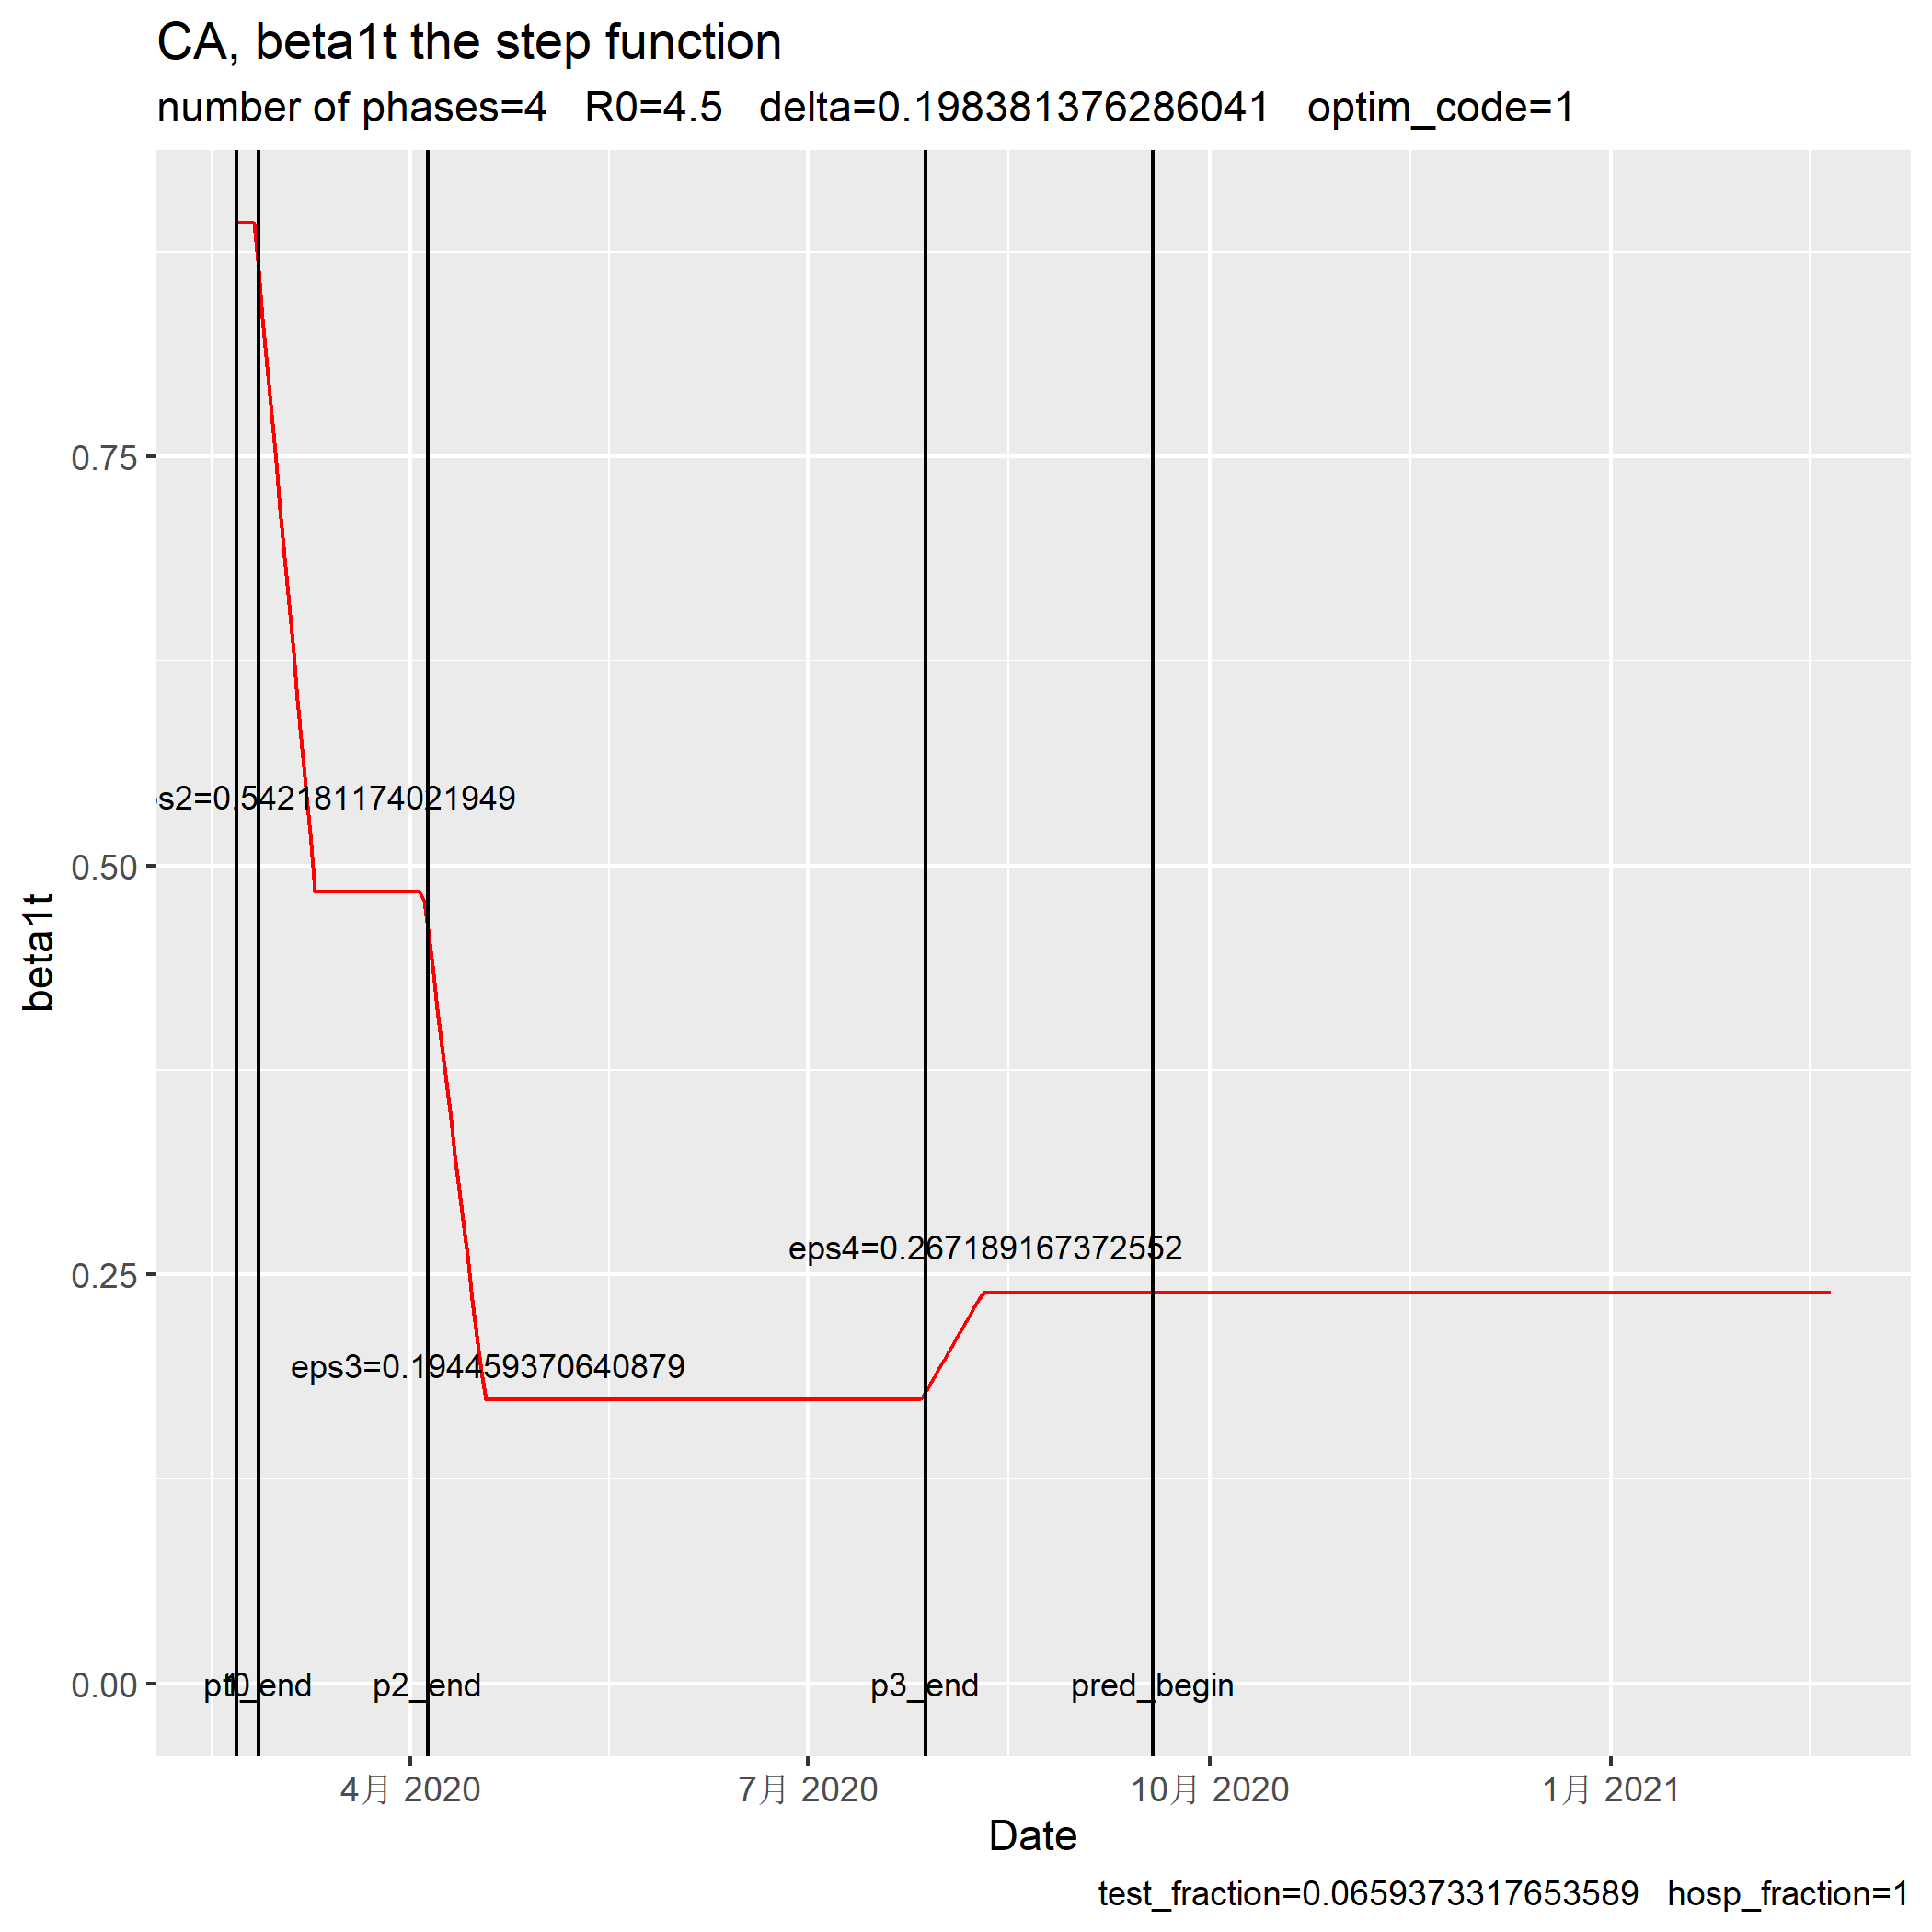 CA, beta1t the step function
number of phases=4 R0=4.5 delta=0.198381376286041 optim_code=1
0.75
s2=0.542181174021949
0.50
beta1t
eps4=0.267189167372552
0.25
eps3=0.194459370640879
0.00
p2_end
p3_end
pred_begin
4月 2020
7月 2020
10月 2020
1月 2021
Date
test_fraction=0.0659373317653589 hosp_fraction=1